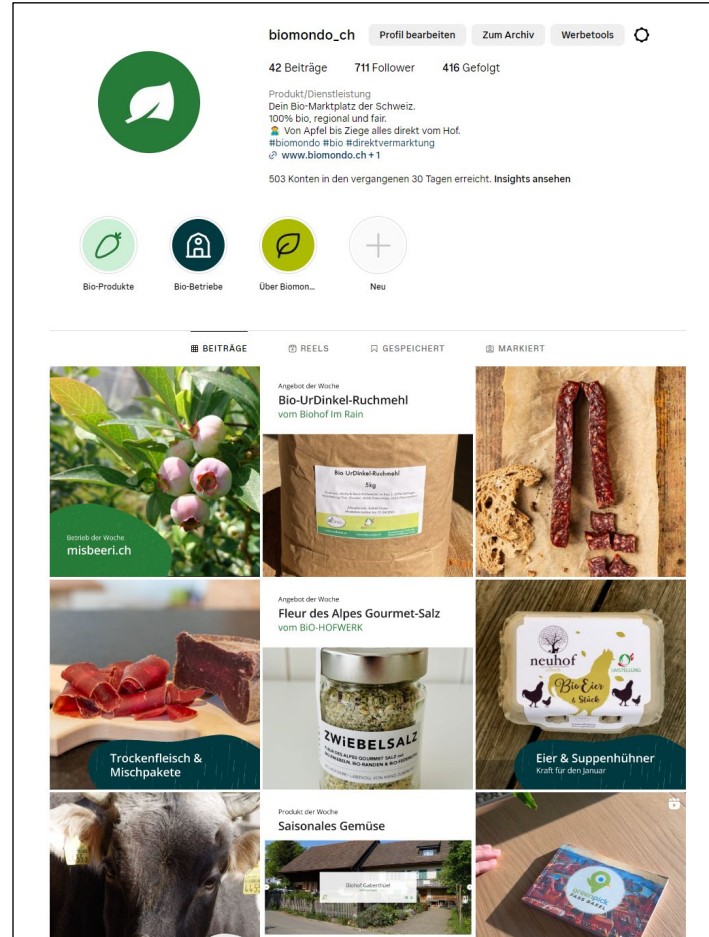 biomondo_ch Profil bearbeiten Zum Archiv Werbetools
42 Beiträge 711 Follower 416 Gefolgt
Produkt/Dienstleistung
Dein Bio-Marktplatz der Schweiz.
100% bio, regional und fair.
Von Apfel bis Ziege alles direkt vom Hof.
#biomondo #bio #direktvermarktung
www.biomondo.ch + 1
503 Konten in den vergangenen 30 Tagen erreicht. Insights ansehen
Bio-Produkte Bio-Betriebe Über Biomon... Neu
BEITRÄGE REELS GESPEICHERT MARKIERT
Betrieb der Woche
misbeeri.ch
Angebot der Woche
Bio-UrDinkel-Ruchmehl
vom Biohof Im Rain
Bio UrDinkel-Ruchmehl
5kg
Trockenfleisch &
Mischpakete
Angebot der Woche
Fleur des Alpes Gourmet-Salz
vom BiO-HOFWERK
ZWiEBELSALZ
neuhof
Bio Eier
6 Stück
Eier & Suppenhühner
Kraft für den Januar
Produkt der Woche
Saisonales Gemüse
Biohof Gaberthüel
greenpick
PASS BASEL